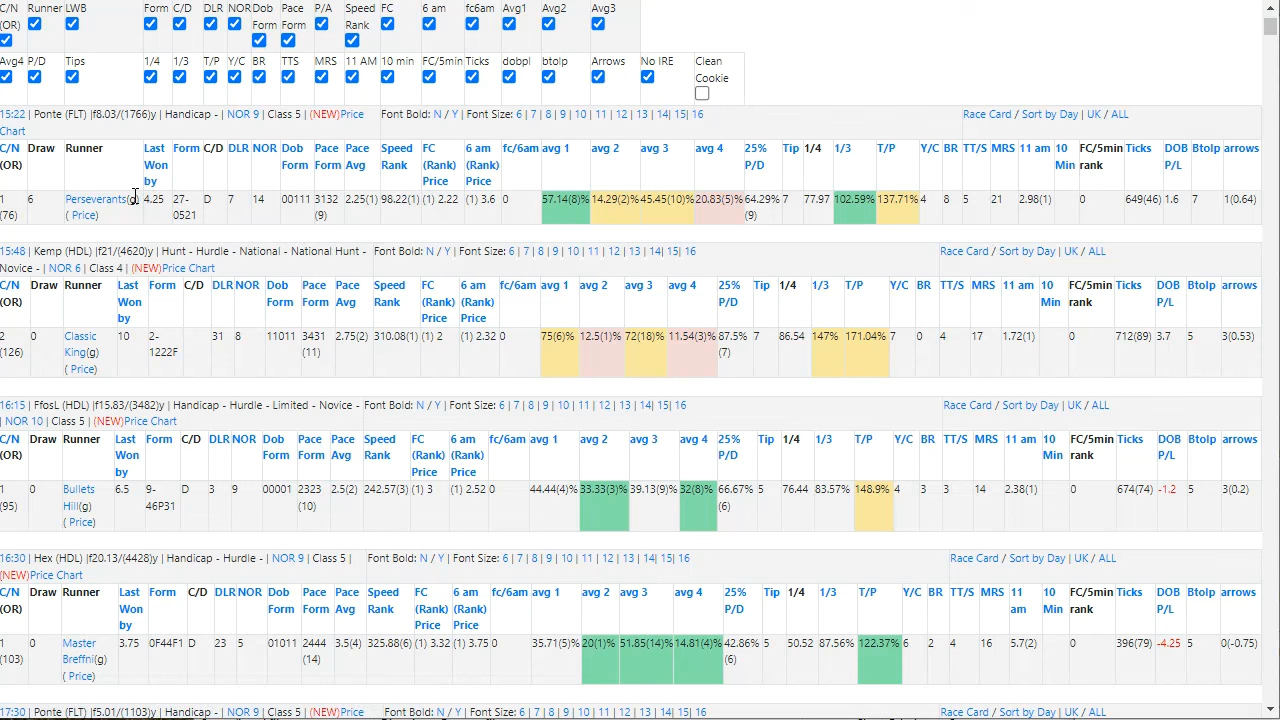 C/N (OR) Runner LWB Form C/D DLR NOR Dob Form Pace Form P/A Speed Rank FC 6 am fc6am Avg1 Avg2 Avg3
Avg4 P/D Tips 1/4 1/3 T/P Y/C BR TTS MRS 11 AM 10 min FC/5min Ticks dobpl btolp Arrows No IRE Clean Cookie
15:22 | Ponte (FLT) |f8.03/(1766)y | Handicap - | NOR 9 | Class 5 | (NEW)Price Chart Font Bold: N / Y | Font Size: 6 | 7 | 8 | 9 | 10 | 11 | 12 | 13 | 14| 15| 16 Race Card / Sort by Day | UK / ALL
C/N (OR) Draw Runner Last Won by Form C/D DLR NOR Dob Form Pace Form Pace Avg Speed Rank FC (Rank) Price 6 am (Rank) Price fc/6am avg 1 avg 2 avg 3 avg 4 25% P/D Tip 1/4 1/3 T/P Y/C BR TT/S MRS 11 am 10 Min FC/5min rank Ticks DOB P/L Btolp arrows
1 (76) 6 Perseverants(g) ( Price) 4.25 27-0521 D 7 14 00111 3132 (9) 2.25(1) 98.22(1) (1) 2.22 (1) 3.6 0 57.14(8)% 14.29(2)% 45.45(10)% 20.83(5)% 64.29% (9) 7 77.97 102.59% 137.71% 4 8 5 21 2.98(1) 0 649(46) 1.6 7 1(0.64)
15:48 | Kemp (HDL) |f21/(4620)y | Hunt - Hurdle - National - National Hunt - Novice - | NOR 6 | Class 4 | (NEW)Price Chart Font Bold: N / Y | Font Size: 6 | 7 | 8 | 9 | 10 | 11 | 12 | 13 | 14| 15| 16 Race Card / Sort by Day | UK / ALL
C/N (OR) Draw Runner Last Won by Form C/D DLR NOR Dob Form Pace Form Pace Avg Speed Rank FC (Rank) Price 6 am (Rank) Price fc/6am avg 1 avg 2 avg 3 avg 4 25% P/D Tip 1/4 1/3 T/P Y/C BR TT/S MRS 11 am 10 Min FC/5min rank Ticks DOB P/L Btolp arrows
2 (126) 0 Classic King(g) ( Price) 10 2-1222F 31 8 11011 3431 (11) 2.75(2) 310.08(1) (1) 2 (1) 2.32 0 75(6)% 12.5(1)% 72(18)% 11.54(3)% 87.5% (7) 7 86.54 147% 171.04% 7 0 4 17 1.72(1) 0 712(89) 3.7 5 3(0.53)
16:15 | FfosL (HDL) |f15.83/(3482)y | Handicap - Hurdle - Limited - Novice - | NOR 10 | Class 5 | (NEW)Price Chart Font Bold: N / Y | Font Size: 6 | 7 | 8 | 9 | 10 | 11 | 12 | 13 | 14| 15| 16 Race Card / Sort by Day | UK / ALL
C/N (OR) Draw Runner Last Won by Form C/D DLR NOR Dob Form Pace Form Pace Avg Speed Rank FC (Rank) Price 6 am (Rank) Price fc/6am avg 1 avg 2 avg 3 avg 4 25% P/D Tip 1/4 1/3 T/P Y/C BR TT/S MRS 11 am 10 Min FC/5min rank Ticks DOB P/L Btolp arrows
1 (95) 0 Bullets Hill(g) ( Price) 6.5 9-46P31 D 3 9 00001 2323 (10) 2.5(2) 242.57(3) (1) 3 (1) 2.52 0 44.44(4)% 33.33(3)% 39.13(9)% 32(8)% 66.67% (6) 5 76.44 83.57% 148.9% 4 3 3 14 2.38(1) 0 674(74) -1.2 5 3(0.2)
16:30 | Hex (HDL) |f20.13/(4428)y | Handicap - Hurdle - | NOR 9 | Class 5 | (NEW)Price Chart Font Bold: N / Y | Font Size: 6 | 7 | 8 | 9 | 10 | 11 | 12 | 13 | 14| 15| 16 Race Card / Sort by Day | UK / ALL
C/N (OR) Draw Runner Last Won by Form C/D DLR NOR Dob Form Pace Form Pace Avg Speed Rank FC (Rank) Price 6 am (Rank) Price fc/6am avg 1 avg 2 avg 3 avg 4 25% P/D Tip 1/4 1/3 T/P Y/C BR TT/S MRS 11 am 10 Min FC/5min rank Ticks DOB P/L Btolp arrows
1 (103) 0 Master Breffni(g) ( Price) 3.75 0F44F1 D 23 5 01011 2444 (14) 3.5(4) 325.88(6) (1) 3.32 (1) 3.75 0 35.71(5)% 20(1)% 51.85(14)% 14.81(4)% 42.86% (6) 5 50.52 87.56% 122.37% 6 2 4 16 5.7(2) 0 396(79) -4.25 5 0(-0.75)
17:30 | Ponte (FLT) |f5.01/(1103)y | Handicap - | NOR 9 | Class 5 | (NEW)Price Font Bold: N / Y | Font Size: 6 | 7 | 8 | 9 | 10 | 11 | 12 | 13 | 14| 15| 16 Race Card / Sort by Day | UK / ALL